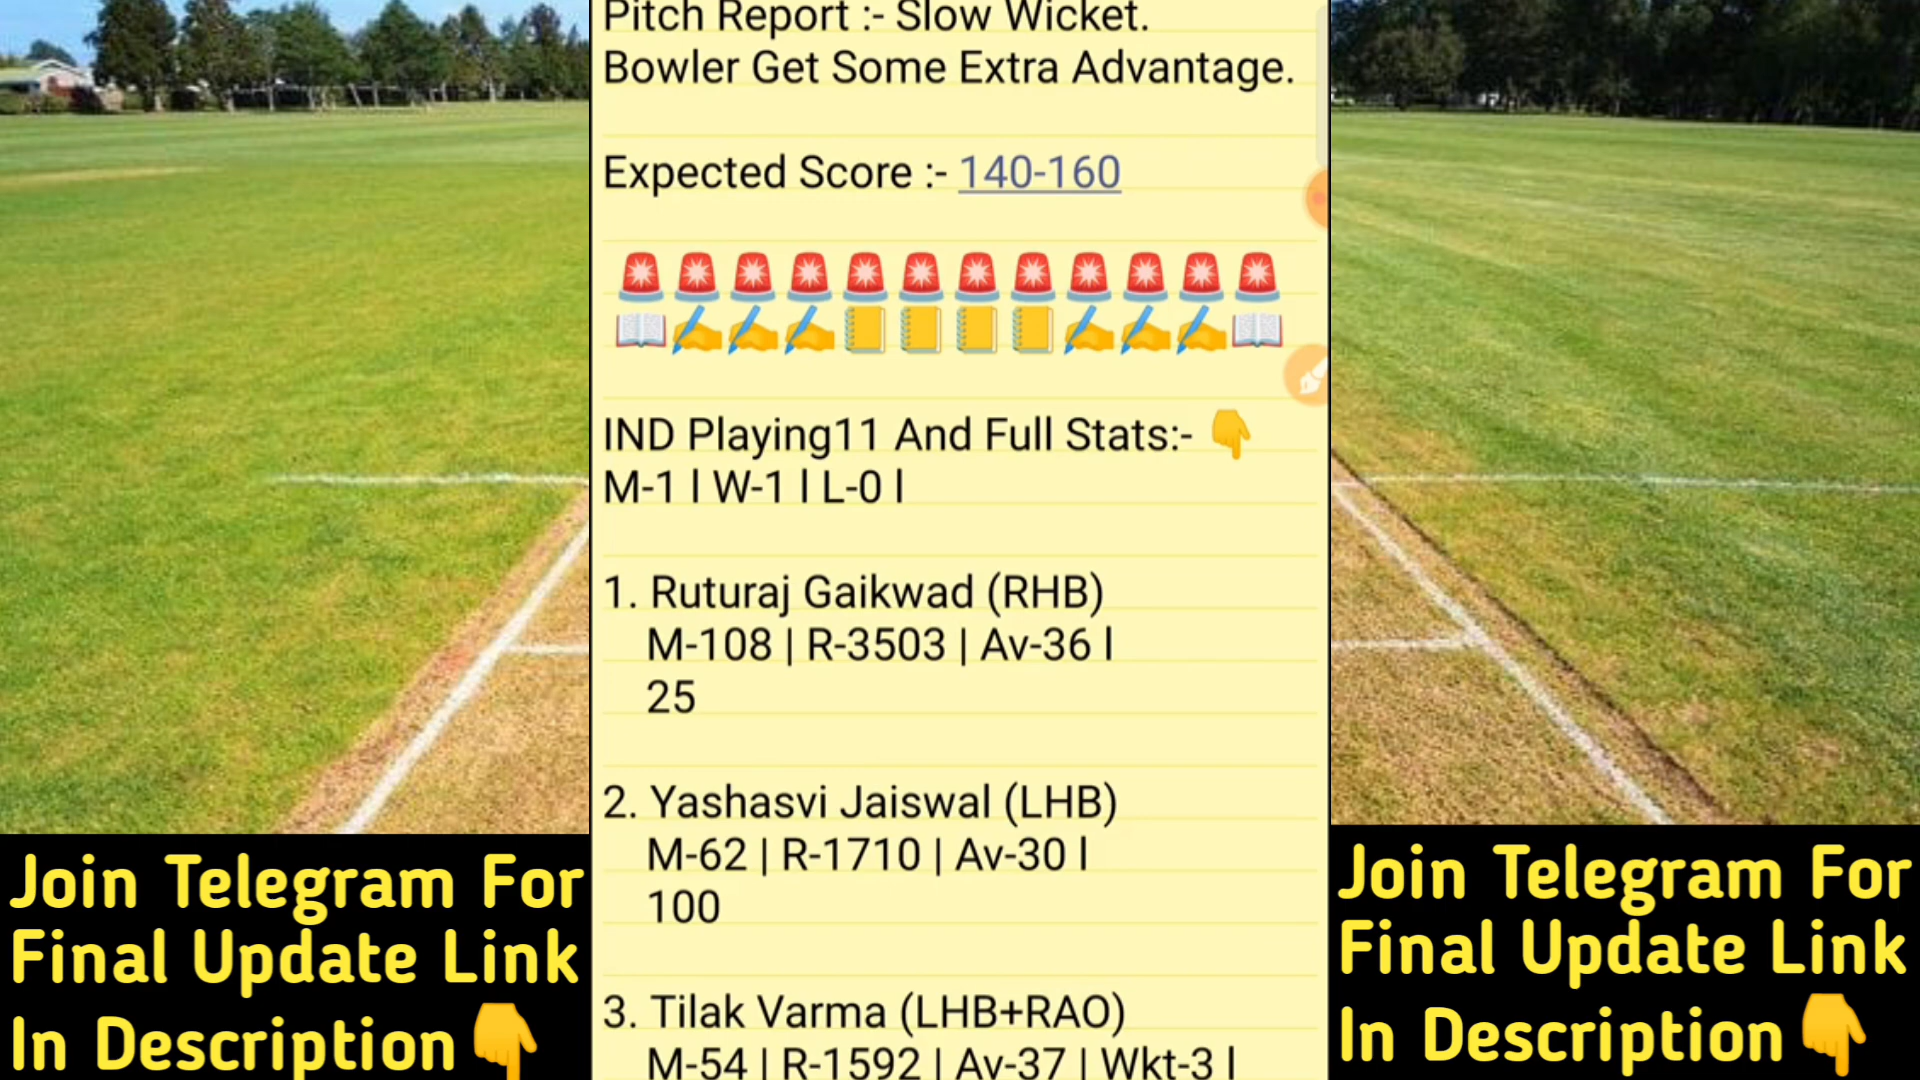 Pitch Report :- Slow Wicket.
Bowler Get Some Extra Advantage.
Expected Score :- 140-160
IND Playing11 And Full Stats:- 👇
M-1 l W-1 l L-0 l
1. Ruturaj Gaikwad (RHB)
M-108 | R-3503 | Av-36 l
25
2. Yashasvi Jaiswal (LHB)
M-62 | R-1710 | Av-30 l
100
3. Tilak Varma (LHB+RAO)
M-54 | R-1592 | Av-37 | Wkt-3 l
Join Telegram For
Final Update Link
In Description👇
Join Telegram For
Final Update Link
In Description👇